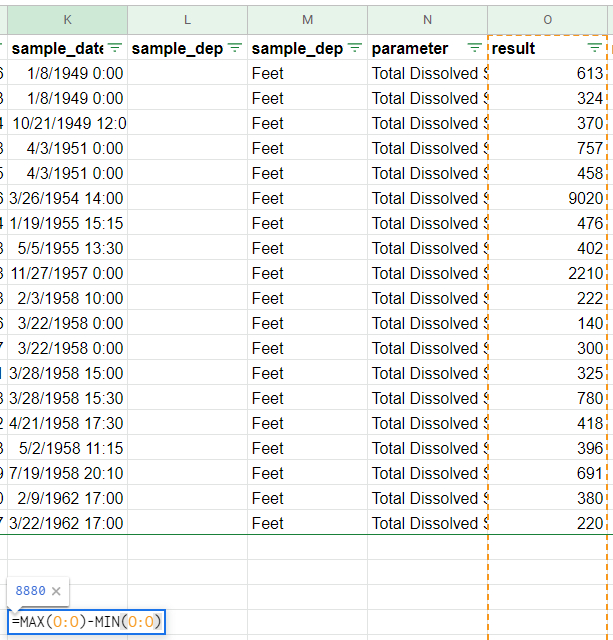 K L M N O
sample_date sample_dep sample_dep parameter result
1/8/1949 0:00 Feet Total Dissolved 613
1/8/1949 0:00 Feet Total Dissolved 324
10/21/1949 12:0 Feet Total Dissolved 370
4/3/1951 0:00 Feet Total Dissolved 757
4/3/1951 0:00 Feet Total Dissolved 458
3/26/1954 14:00 Feet Total Dissolved 9020
1/19/1955 15:15 Feet Total Dissolved 476
5/5/1955 13:30 Feet Total Dissolved 402
11/27/1957 0:00 Feet Total Dissolved 2210
2/3/1958 10:00 Feet Total Dissolved 222
3/22/1958 0:00 Feet Total Dissolved 140
3/22/1958 0:00 Feet Total Dissolved 300
3/28/1958 15:00 Feet Total Dissolved 325
3/28/1958 15:30 Feet Total Dissolved 780
4/21/1958 17:30 Feet Total Dissolved 418
5/2/1958 11:15 Feet Total Dissolved 396
7/19/1958 20:10 Feet Total Dissolved 691
2/9/1962 17:00 Feet Total Dissolved 380
3/22/1962 17:00 Feet Total Dissolved 220
8880 ×
=MAX(O:O)-MIN(O:O)